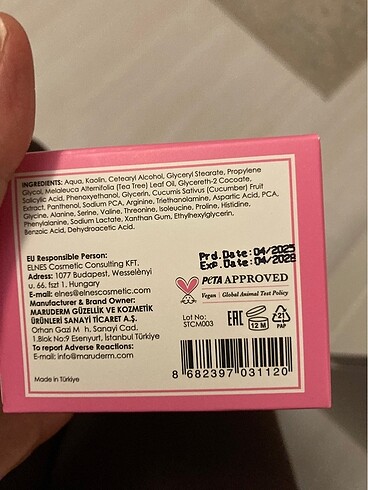 INGREDIENTS: Aqua, Kaolin, Cetearyl Alcohol, Glyceryl Stearate, Propylene
Glycol, Melaleuca Alternifolia (Tea Tree) Leaf Oil, Glycereth-2 Cocoate,
Salicylic Acid, Phenoxyethanol, Glycerin, Cucumis Sativus (Cucumber) Fruit
Extract, Panthenol, Sodium PCA, Arginine, Triethanolamine, Aspartic Acid, PCA,
Glycine, Alanine, Serine, Valine, Threonine, Isoleucine, Proline, Histidine,
Phenylalanine, Sodium Lactate, Xanthan Gum, Ethylhexylglycerin,
Benzoic Acid, Dehydroacetic Acid.
EU Responsible Person:
ELNES Cosmetic Consulting KFT.
Adress: 1077 Budapest, Wesselényi
u. 66. fszt 1. Hungary
E-mail: elnes@elnescosmetic.com
Manufacturer & Brand Owner:
MARUDERM GÜZELLİK VE KOZMETİK
ÜRÜNLERİ SANAYİ TİCARET A.Ş.
Orhan Gazi M h. Sanayi Cad.
1.Blok No:9 Esenyurt, İstanbul Türkiye
To report Adverse Reactions:
E-mail: info@maruderm.com
Made in Türkiye
Prd.Date:04/2025
Exp.Date:04/2028
PETA APPROVED
Vegan | Global Animal Test Policy
Lot No:
STCM003
EAC
12 M
21
PAP
8 682397 031120